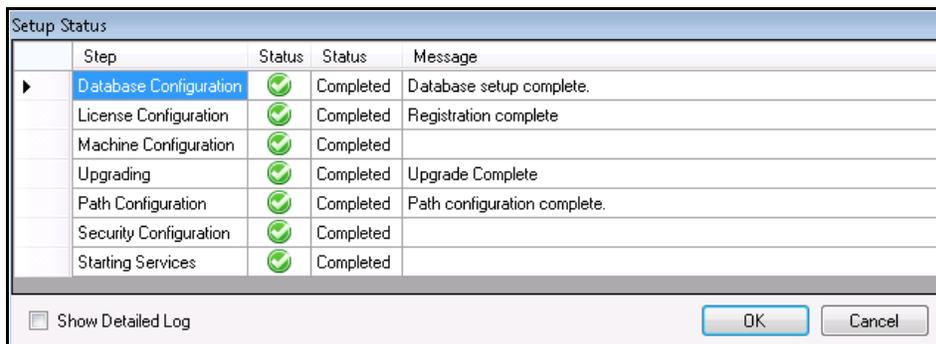 Setup Status
Step Status Status Message
Database Configuration Completed Database setup complete.
License Configuration Completed Registration complete
Machine Configuration Completed
Upgrading Completed Upgrade Complete
Path Configuration Completed Path configuration complete.
Security Configuration Completed
Starting Services Completed
Show Detailed Log OK Cancel